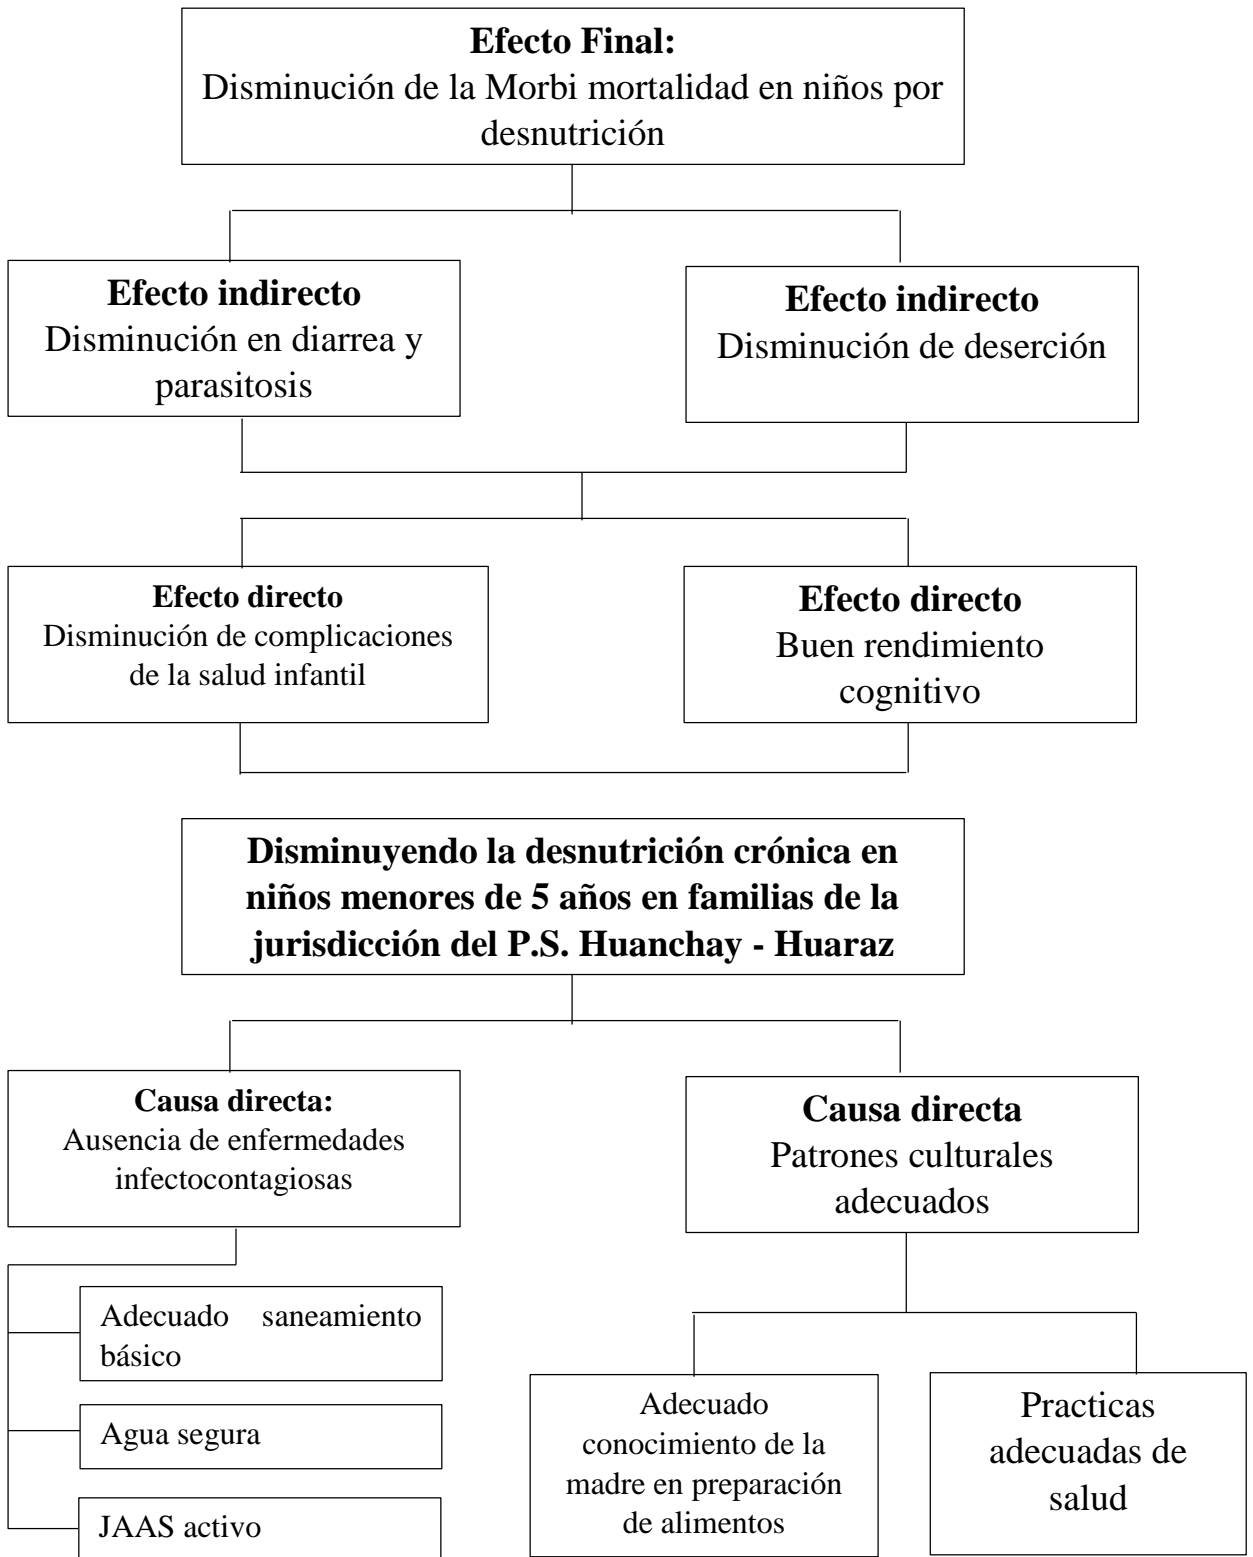 Efecto Final:
Disminución de la Morbi mortalidad en niños por
desnutrición
Efecto indirecto
Disminución en diarrea y
parasitosis
Efecto indirecto
Disminución de deserción
Efecto directo
Disminución de complicaciones
de la salud infantil
Efecto directo
Buen rendimiento
cognitivo
Disminuyendo la desnutrición crónica en
niños menores de 5 años en familias de la
jurisdicción del P.S. Huanchay - Huaraz
Causa directa:
Ausencia de enfermedades
infectocontagiosas
Causa directa
Patrones culturales
adecuados
Adecuado saneamiento
básico
Agua segura
JAAS activo
Adecuado
conocimiento de la
madre en preparación
de alimentos
Practicas
adecuadas de
salud